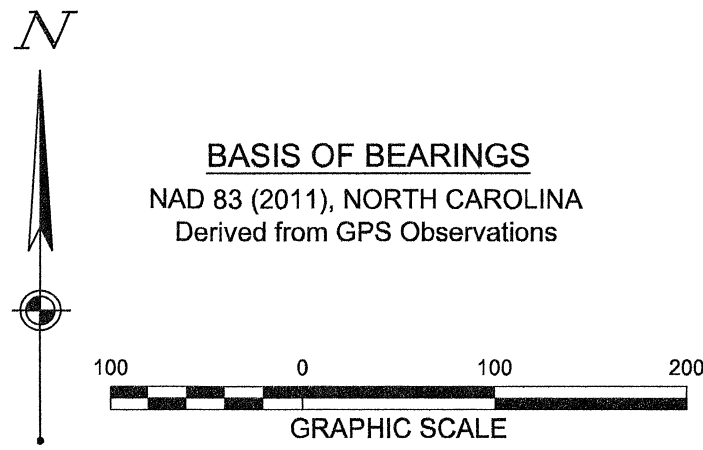 N
BASIS OF BEARINGS
NAD 83 (2011), NORTH CAROLINA
Derived from GPS Observations
100 0 100 200
GRAPHIC SCALE